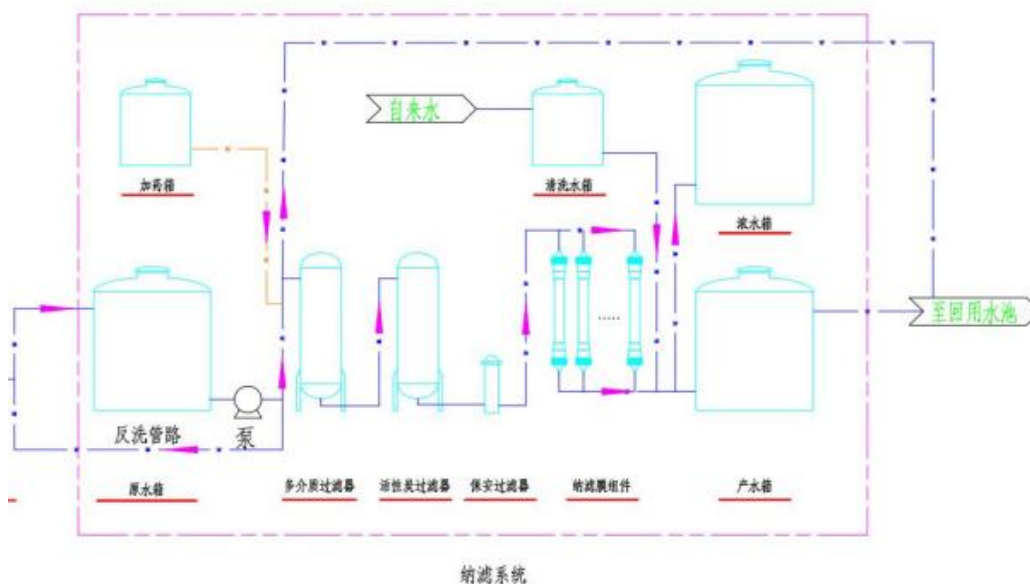 自来水
加药箱
清洗水箱
浓水箱
至回用水池
.....
反洗管路
泵
原水箱
多介质过滤器
活性炭过滤器
保安过滤器
纳滤膜组件
产水箱
纳滤系统